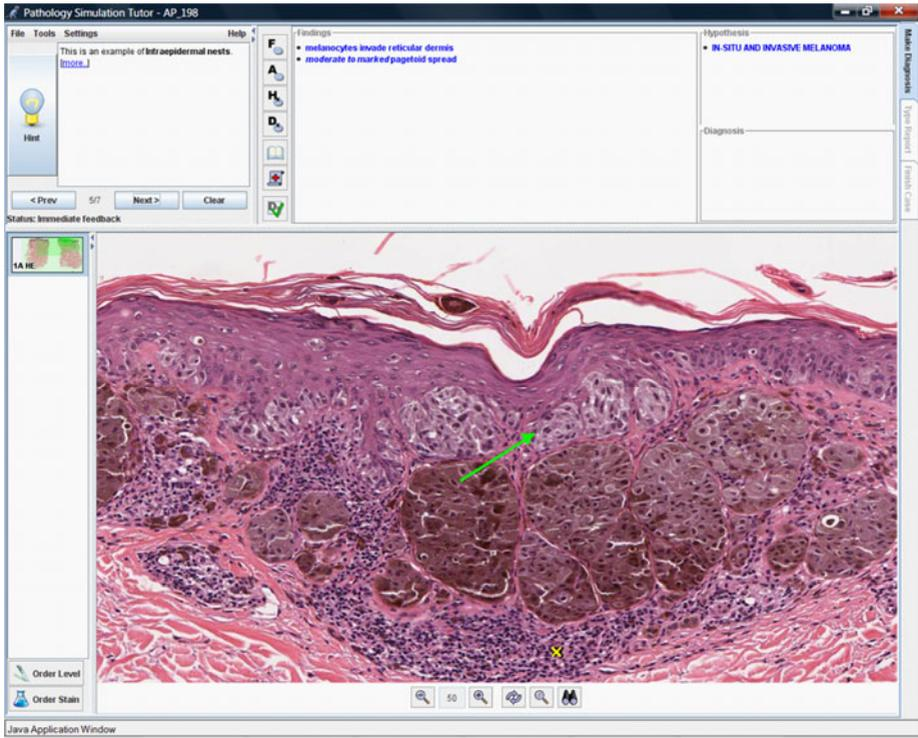 Pathology Simulation Tutor - AP_198
File Tools Settings Help
This is an example of Intraepidermal nests.
[more..]
Hint
< Prev 5/7 Next > Clear
Status: Immediate feedback
F
A
H
D
Findings
• melanocytes invade reticular dermis
• moderate to marked pagetoid spread
Hypothesis
• IN-SITU AND INVASIVE MELANOMA
Diagnosis
Make Diagnosis
Type Report
Finish Case
1A HE
Order Level
Order Stain
50
Java Application Window